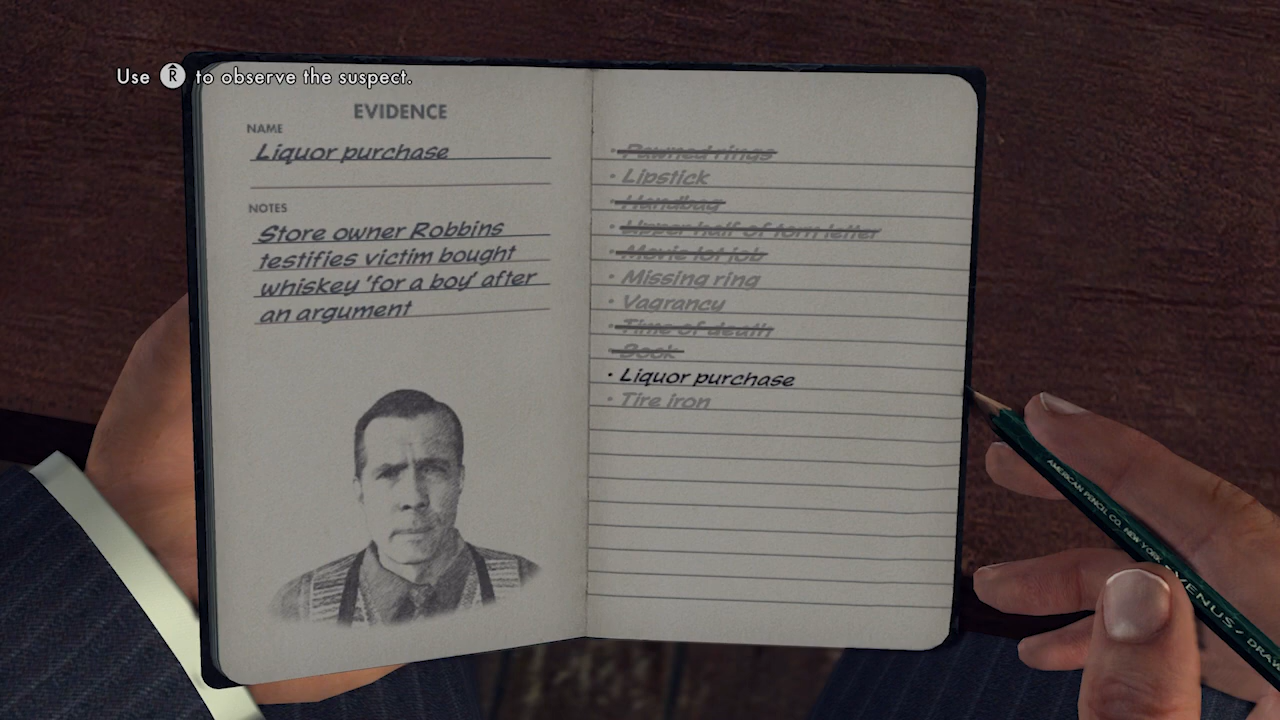 Use R to observe the suspect.
EVIDENCE
NAME
Liquor purchase
NOTES
Store owner Robbins
testifies victim bought
whiskey 'for a boy' after
an argument
• Pawned rings
• Lipstick
• Handbag
• Upper half of torn letter
• Movie lot job
• Missing ring
• Vagrancy
• Time of death
• Book
• Liquor purchase
• Tire iron
AMERICAN PENCIL CO. NEW YORK VENUS DRAW